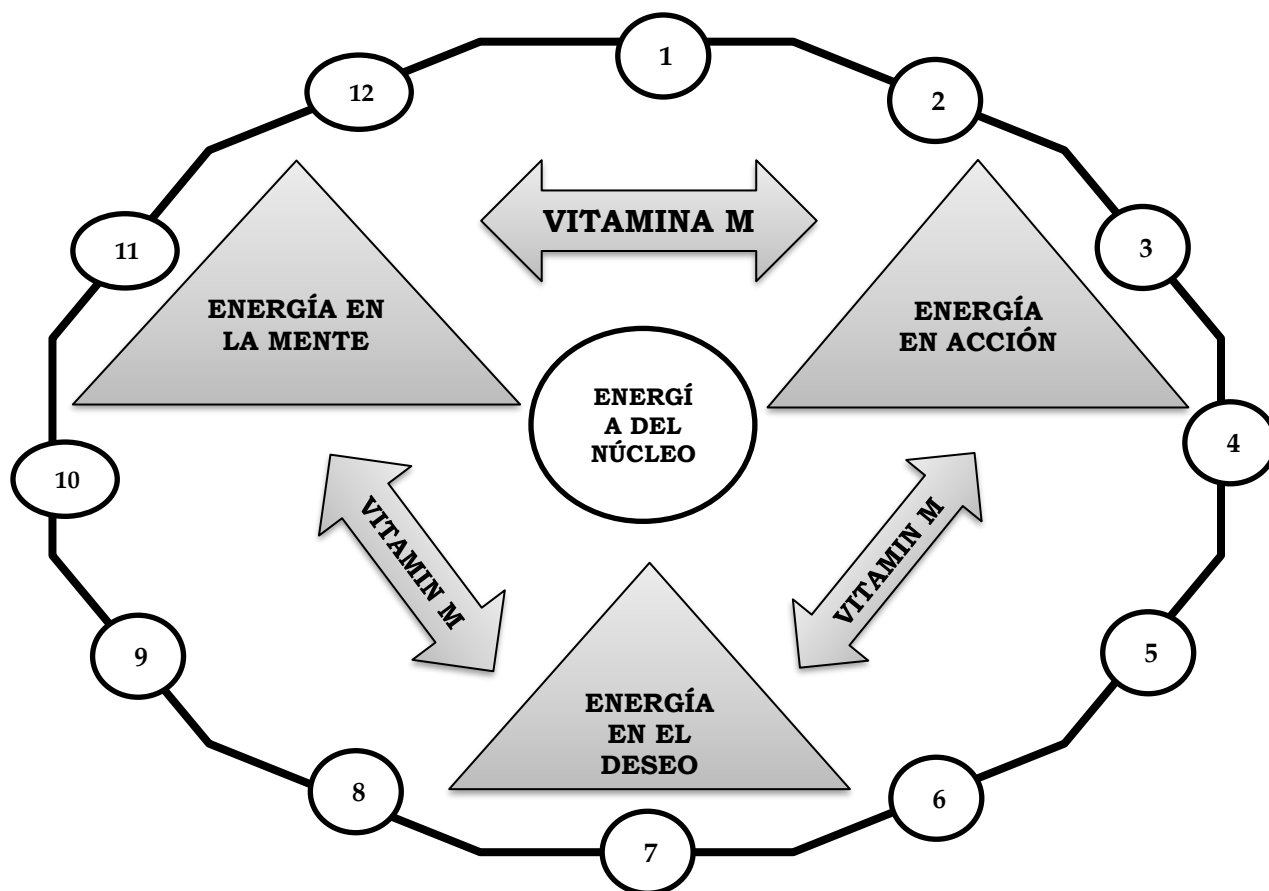 1
12
2
VITAMINA M
11
3
ENERGÍA EN
LA MENTE
ENERGÍA
EN ACCIÓN
ENERGÍ
A DEL
NÚCLEO
4
10
VITAMIN M
VITAMIN M
9
5
ENERGÍA
EN EL
DESEO
8
6
7